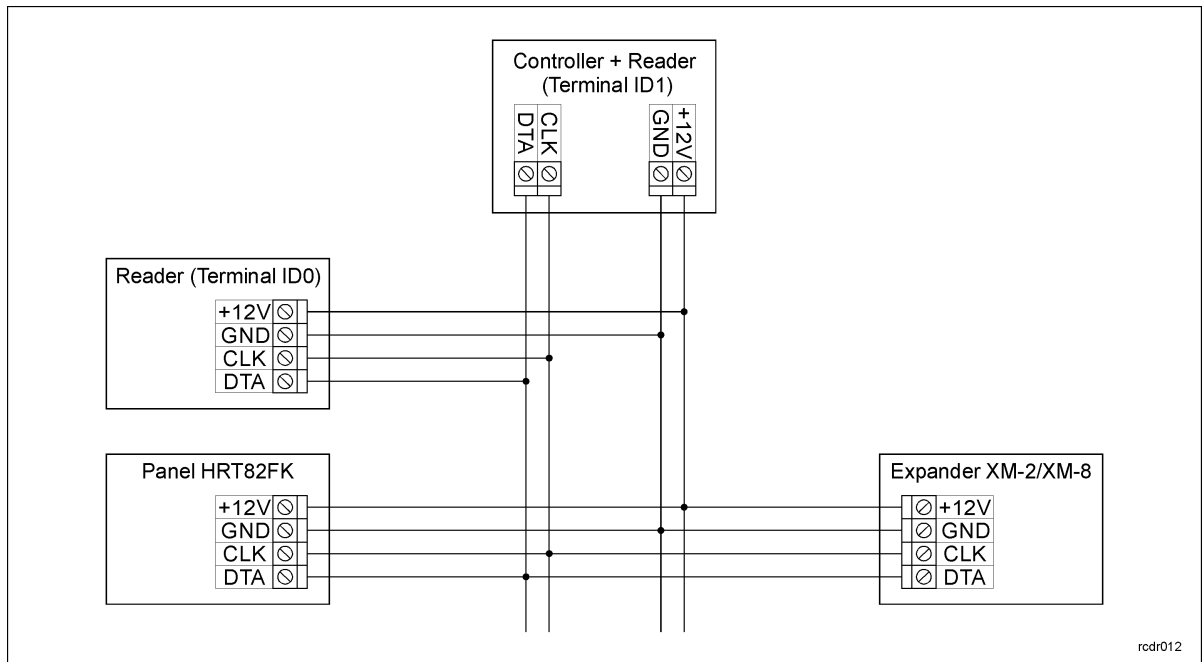 Controller + Reader
(Terminal ID1)
DTA
CLK
GND
+12V
Reader (Terminal ID0)
+12V
GND
CLK
DTA
Panel HRT82FK
+12V
GND
CLK
DTA
Expander XM-2/XM-8
+12V
GND
CLK
DTA
rcdr012